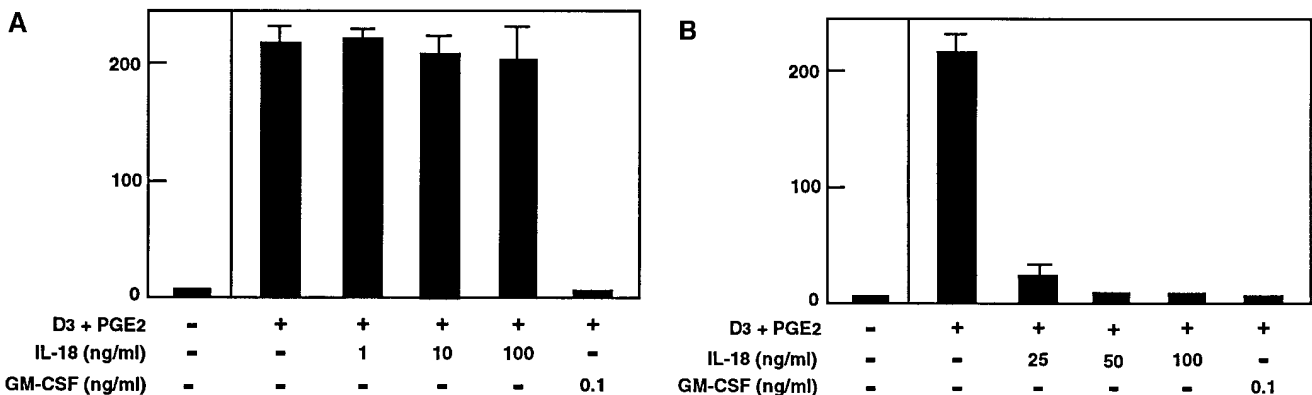 A
200
100
0
D3 + PGE2 - + + + + +
IL-18 (ng/ml) - - 1 10 100 -
GM-CSF (ng/ml) - - - - - 0.1
B
200
100
0
D3 + PGE2 - + + + + +
IL-18 (ng/ml) - - 25 50 100 -
GM-CSF (ng/ml) - - - - - 0.1